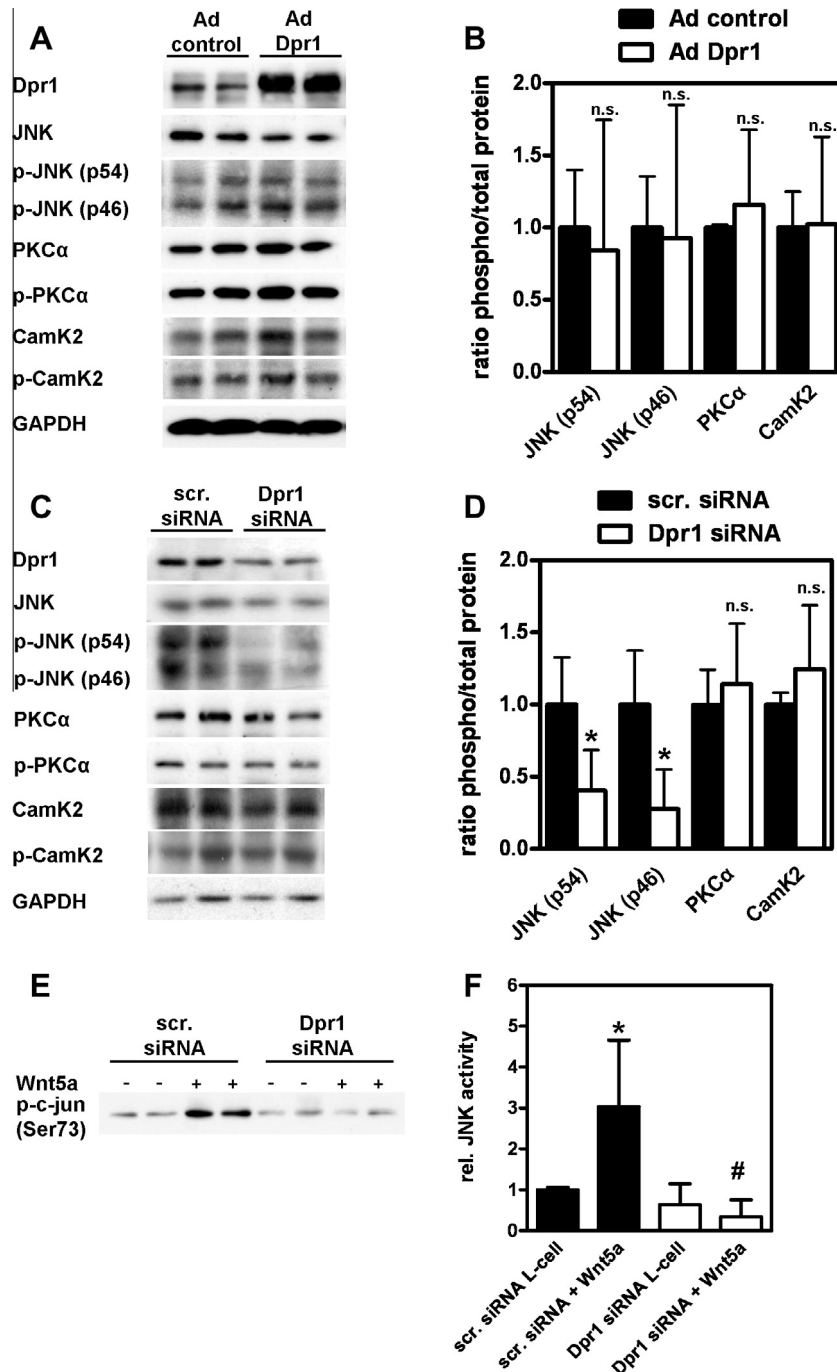 A
Ad
control
Ad
Dpr1
Dpr1
JNK
p-JNK (p54)
p-JNK (p46)
PKCα
p-PKCα
CamK2
p-CamK2
GAPDH
B
Ad control
Ad Dpr1
ratio phospho/total protein
2.0
1.5
1.0
0.5
0.0
n.s.
n.s.
n.s.
n.s.
JNK (p54)
JNK (p46)
PKCα
CamK2
C
scr.
siRNA
Dpr1
siRNA
Dpr1
JNK
p-JNK (p54)
p-JNK (p46)
PKCα
p-PKCα
CamK2
p-CamK2
GAPDH
D
scr. siRNA
Dpr1 siRNA
ratio phospho/total protein
2.0
1.5
1.0
0.5
0.0
*
*
n.s.
n.s.
JNK (p54)
JNK (p46)
PKCα
CamK2
E
scr.
siRNA
Dpr1
siRNA
Wnt5a - - + + - - + +
p-c-jun
(Ser73)
F
rel. JNK activity
6
5
4
3
2
1
0
*
#
scr. siRNA L-cell
scr. siRNA + Wnt5a
Dpr1 siRNA L-cell
Dpr1 siRNA + Wnt5a